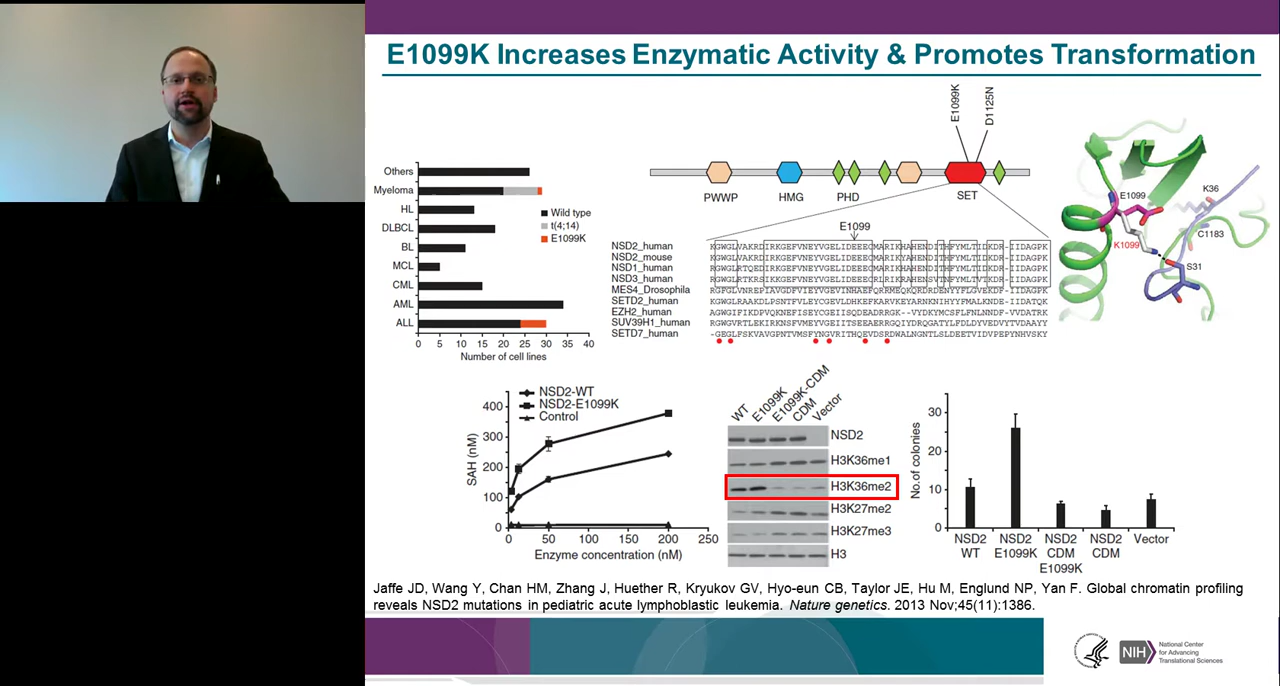 E1099K Increases Enzymatic Activity & Promotes Transformation
Others
Myeloma
HL
DLBCL
BL
MCL
CML
AML
ALL
0 5 10 15 20 25 30 35 40
Number of cell lines
Wild type
t(4;14)
E1099K
E1099K
D1125N
PWWP
HMG
PHD
SET
E1099
NSD2_human
NSD2_mouse
NSD1_human
NSD3_human
MES4_Drosophila
SETD2_human
EZH2_human
SUV39H1_human
SETD7_human
E1099
K36
K1099
C1183
S31
NSD2-WT
NSD2-E1099K
Control
SAH (nM)
400
300
200
100
0
0 50 100 150 200 250
Enzyme concentration (nM)
WT
E1099K
E1099K-CDM
CDM
Vector
NSD2
H3K36me1
H3K36me2
H3K27me2
H3K27me3
H3
No. of colonies
30
20
10
0
NSD2 WT
NSD2 E1099K
NSD2 CDM E1099K
NSD2 CDM
Vector
Jaffe JD, Wang Y, Chan HM, Zhang J, Huether R, Kryukov GV, Hyo-eun CB, Taylor JE, Hu M, Englund NP, Yan F. Global chromatin profiling
reveals NSD2 mutations in pediatric acute lymphoblastic leukemia. Nature genetics. 2013 Nov;45(11):1386.
NIH
National Center
for Advancing
Translational Sciences